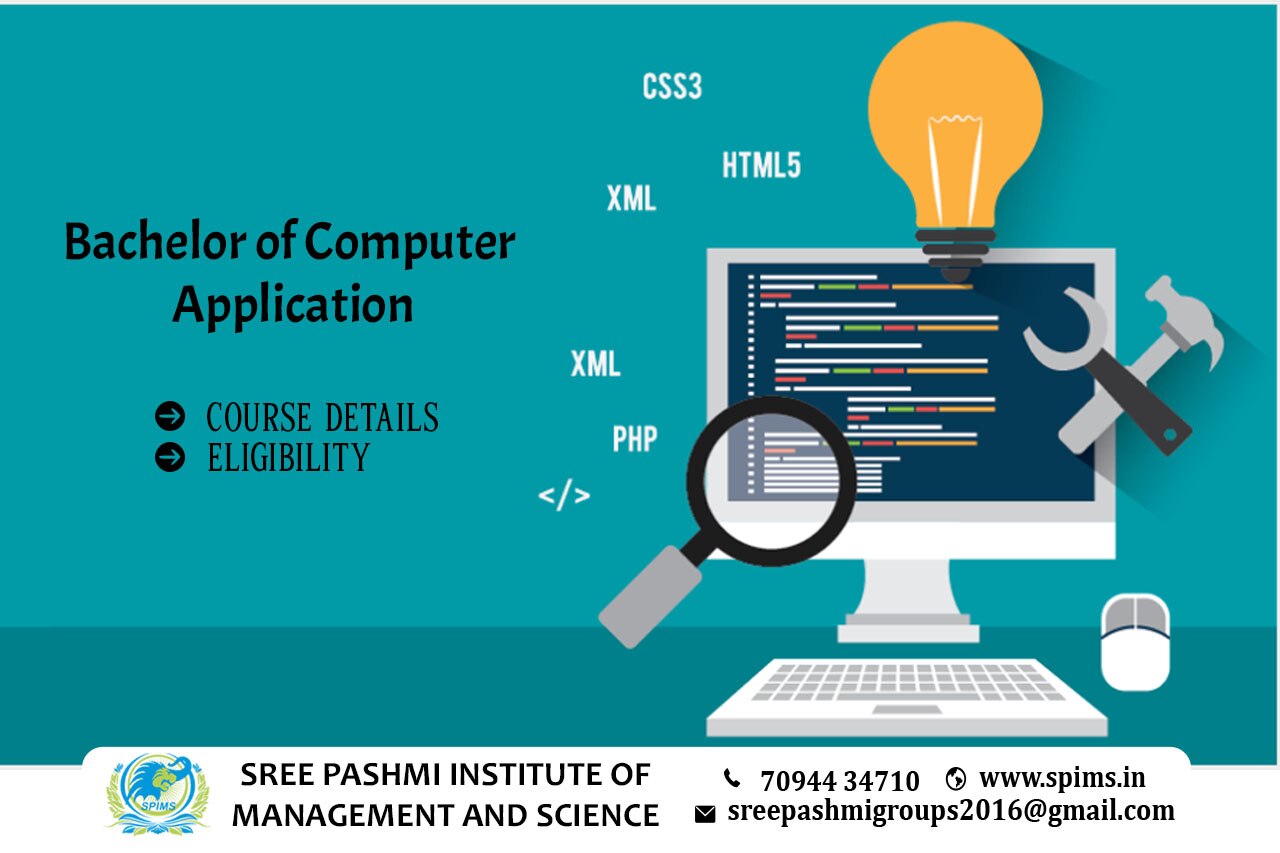 CSS3
HTML5
XML
Bachelor of Computer
Application
XML
COURSE DETAILS
PHP
ELIGIBILITY
</>
SPIMS
SREE PASHMI INSTITUTE OF
MANAGEMENT AND SCIENCE
70944 34710
www.spims.in
sreepashmigroups2016@gmail.com